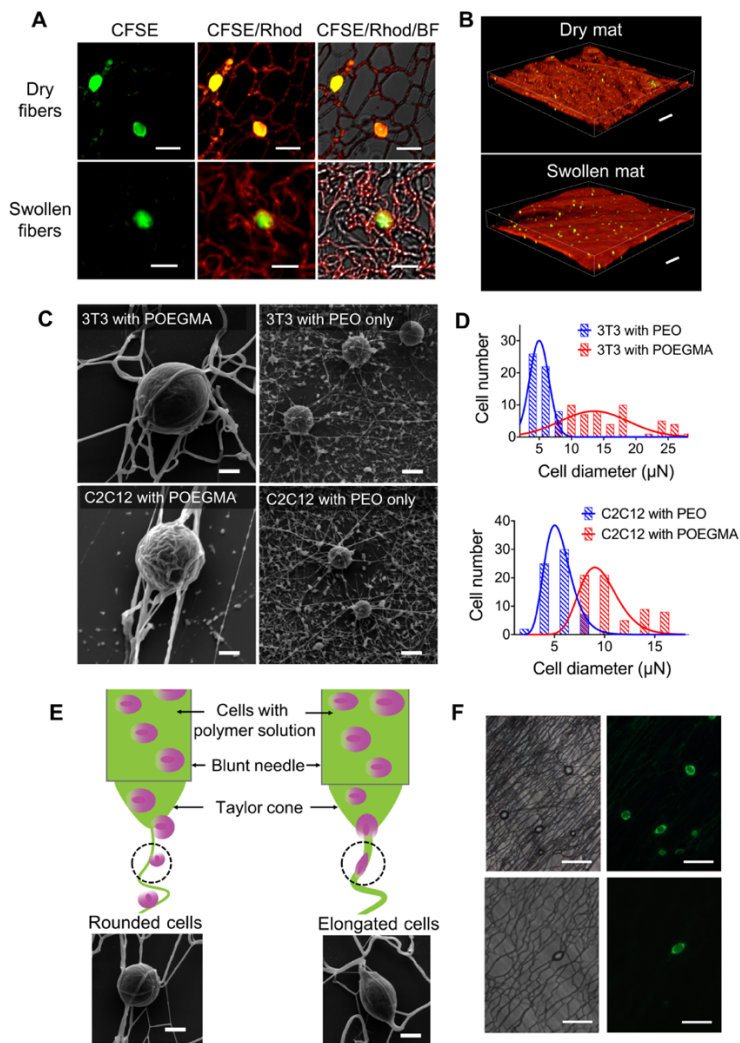 A
CFSE
CFSE/Rhod
CFSE/Rhod/BF
Dry
fibers
Swollen
fibers
B
Dry mat
Swollen mat
C
3T3 with POEGMA
3T3 with PEO only
C2C12 with POEGMA
C2C12 with PEO only
D
3T3 with PEO
3T3 with POEGMA
Cell number
30
20
10
0
5
10
15
20
25
Cell diameter (µN)
C2C12 with PEO
C2C12 with POEGMA
Cell number
40
30
20
10
0
5
10
15
Cell diameter (µN)
E
Cells with
polymer solution
Blunt needle
Taylor cone
Rounded cells
Elongated cells
F